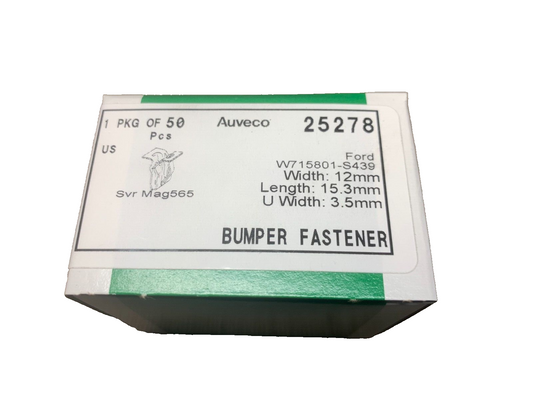 1 PKG OF 50 Auveco 25278
Pcs
US
Ford
W715801-S439
Width: 12mm
Svr Mag565 Length: 15.3mm
U Width: 3.5mm
BUMPER FASTENER